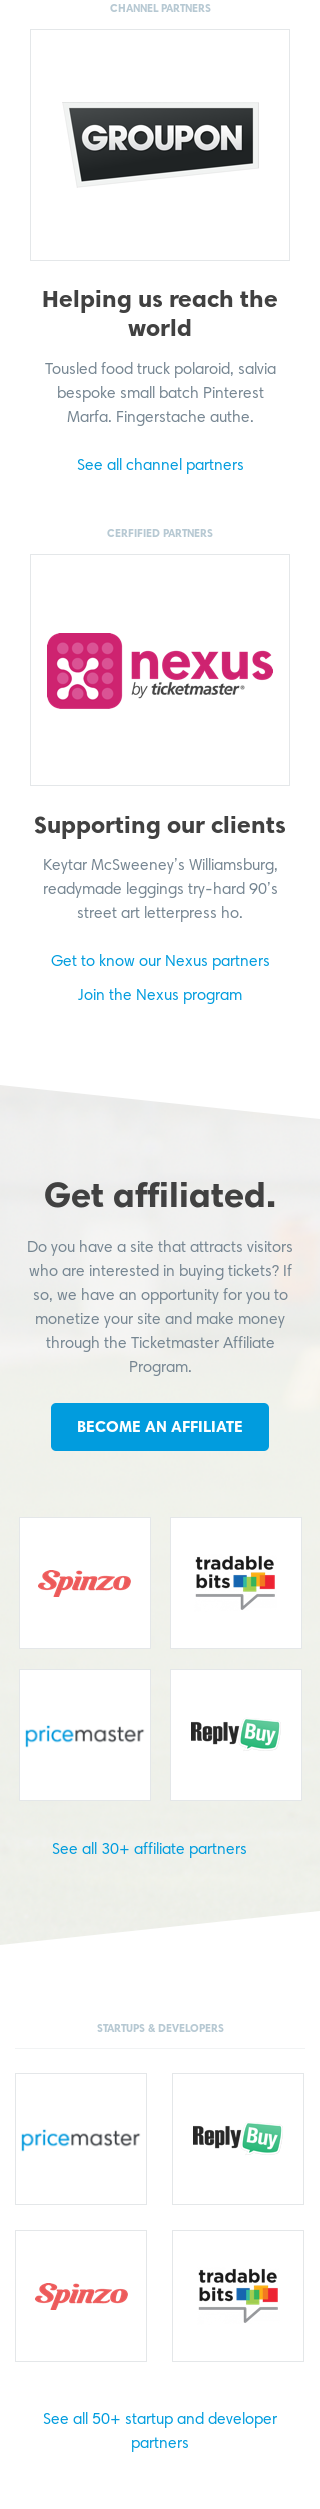 CHANNEL PARTNERS
GROUPON
Helping us reach the
world
Tousled food truck polaroid, salvia
bespoke small batch Pinterest
Marfa. Fingerstache authe.
See all channel partners
CERFIFIED PARTNERS
nexus
by ticketmaster®
Supporting our clients
Keytar McSweeney's Williamsburg,
readymade leggings try-hard 90's
street art letterpress ho.
Get to know our Nexus partners
Join the Nexus program
Get affiliated.
Do you have a site that attracts visitors
who are interested in buying tickets? If
so, we have an opportunity for you to
monetize your site and make money
through the Ticketmaster Affiliate
Program.
BECOME AN AFFILIATE
Spinzo
tradable
bits
pricemaster
ReplyBuy
See all 30+ affiliate partners
STARTUPS & DEVELOPERS
pricemaster
ReplyBuy
Spinzo
tradable
bits
See all 50+ startup and developer
partners